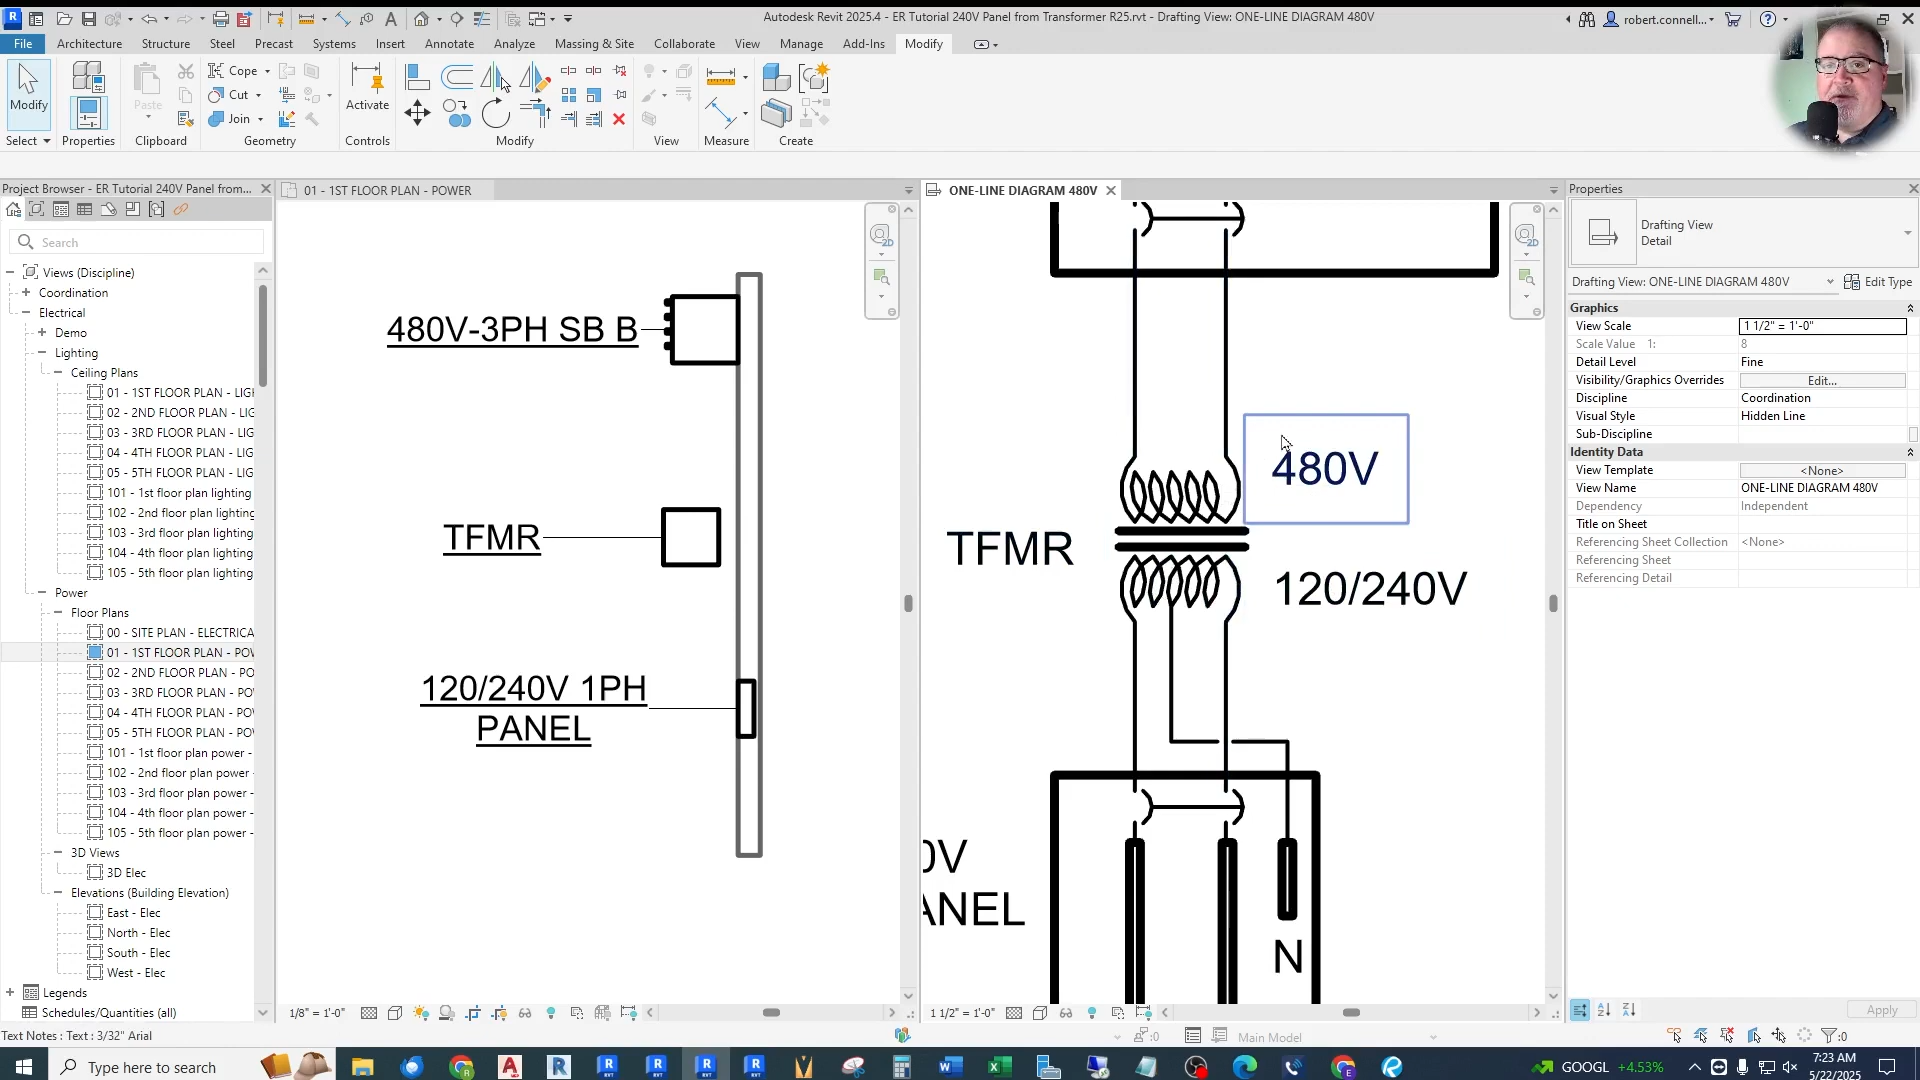 Autodesk Revit 2025.4 - ER Tutorial 240V Panel from Transformer R25.rvt - Drafting View: ONE-LINE DIAGRAM 480V
robert.connell...
File Architecture Structure Steel Precast Systems Insert Annotate Analyze Massing & Site Collaborate View Manage Add-Ins Modify
Modify
Paste
Cope
Cut
Join
Activate
Select Properties Clipboard Geometry Controls Modify View Measure Create
Project Browser - ER Tutorial 240V Panel from...
Search
Views (Discipline)
Coordination
Electrical
Demo
Lighting
Ceiling Plans
01 - 1ST FLOOR PLAN - LIG
02 - 2ND FLOOR PLAN - LIG
03 - 3RD FLOOR PLAN - LIG
04 - 4TH FLOOR PLAN - LIG
05 - 5TH FLOOR PLAN - LIG
101 - 1st floor plan lighting
102 - 2nd floor plan lighting
103 - 3rd floor plan lighting
104 - 4th floor plan lighting
105 - 5th floor plan lighting
Power
Floor Plans
00 - SITE PLAN - ELECTRICA
01 - 1ST FLOOR PLAN - POV
02 - 2ND FLOOR PLAN - PO
03 - 3RD FLOOR PLAN - PO
04 - 4TH FLOOR PLAN - POV
05 - 5TH FLOOR PLAN - POV
101 - 1st floor plan power -
102 - 2nd floor plan power -
103 - 3rd floor plan power -
104 - 4th floor plan power -
105 - 5th floor plan power -
3D Views
3D Elec
Elevations (Building Elevation)
East - Elec
North - Elec
South - Elec
West - Elec
Legends
Schedules/Quantities (all)
01 - 1ST FLOOR PLAN - POWER
480V-3PH SB B
TFMR
120/240V 1PH
PANEL
1/8" = 1'-0"
ONE-LINE DIAGRAM 480V
480V
TFMR
120/240V
0V
ANEL
N
1 1/2" = 1'-0"
Properties
Drafting View
Detail
Drafting View: ONE-LINE DIAGRAM 480V Edit Type
Graphics
View Scale 1 1/2" = 1'-0"
Scale Value 1: 8
Detail Level Fine
Visibility/Graphics Overrides Edit...
Discipline Coordination
Visual Style Hidden Line
Sub-Discipline
Identity Data
View Template <None>
View Name ONE-LINE DIAGRAM 480V
Dependency Independent
Title on Sheet
Referencing Sheet Collection <None>
Referencing Sheet
Referencing Detail
Apply
Text Notes : Text : 3/32" Arial
:0
Main Model
:0
Type here to search
GOOGL +4.53%
7:23 AM
5/22/2025